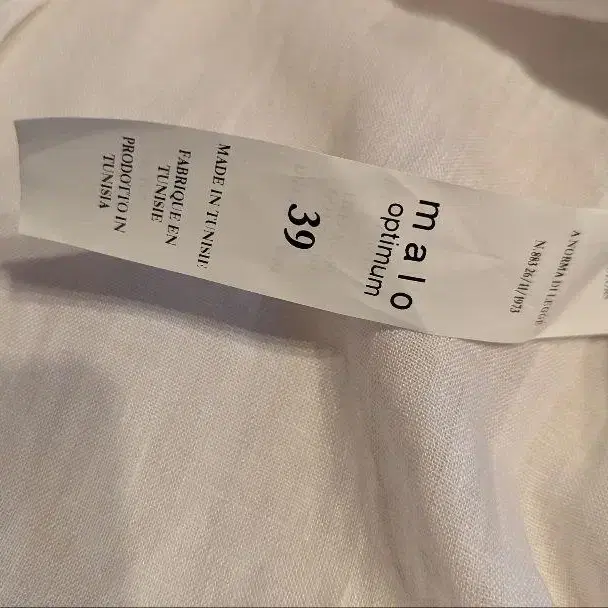 A NORMA DI LEGGE
N. 883 26/11/1973
malo
optimum
39
MADE IN TUNISIE
FABRIQUE EN
TUNISIE
PRODOTTO IN
TUNISIA